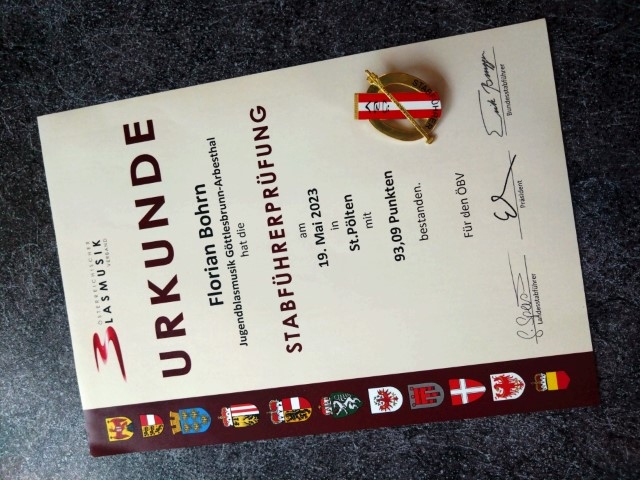 ÖSTERREICHISCHER
BLASMUSIK
VERBAND
URKUNDE
Florian Bohrn
Jugendblasmusik Göttlesbrunn-Arbesthal
hat die
STABFÜHRERPRÜFUNG
am
19. Mai 2023
in
St.Pölten
mit
93,09 Punkten
bestanden.
Für den ÖBV
Landesstabführer
Präsident
Bundesstabführer